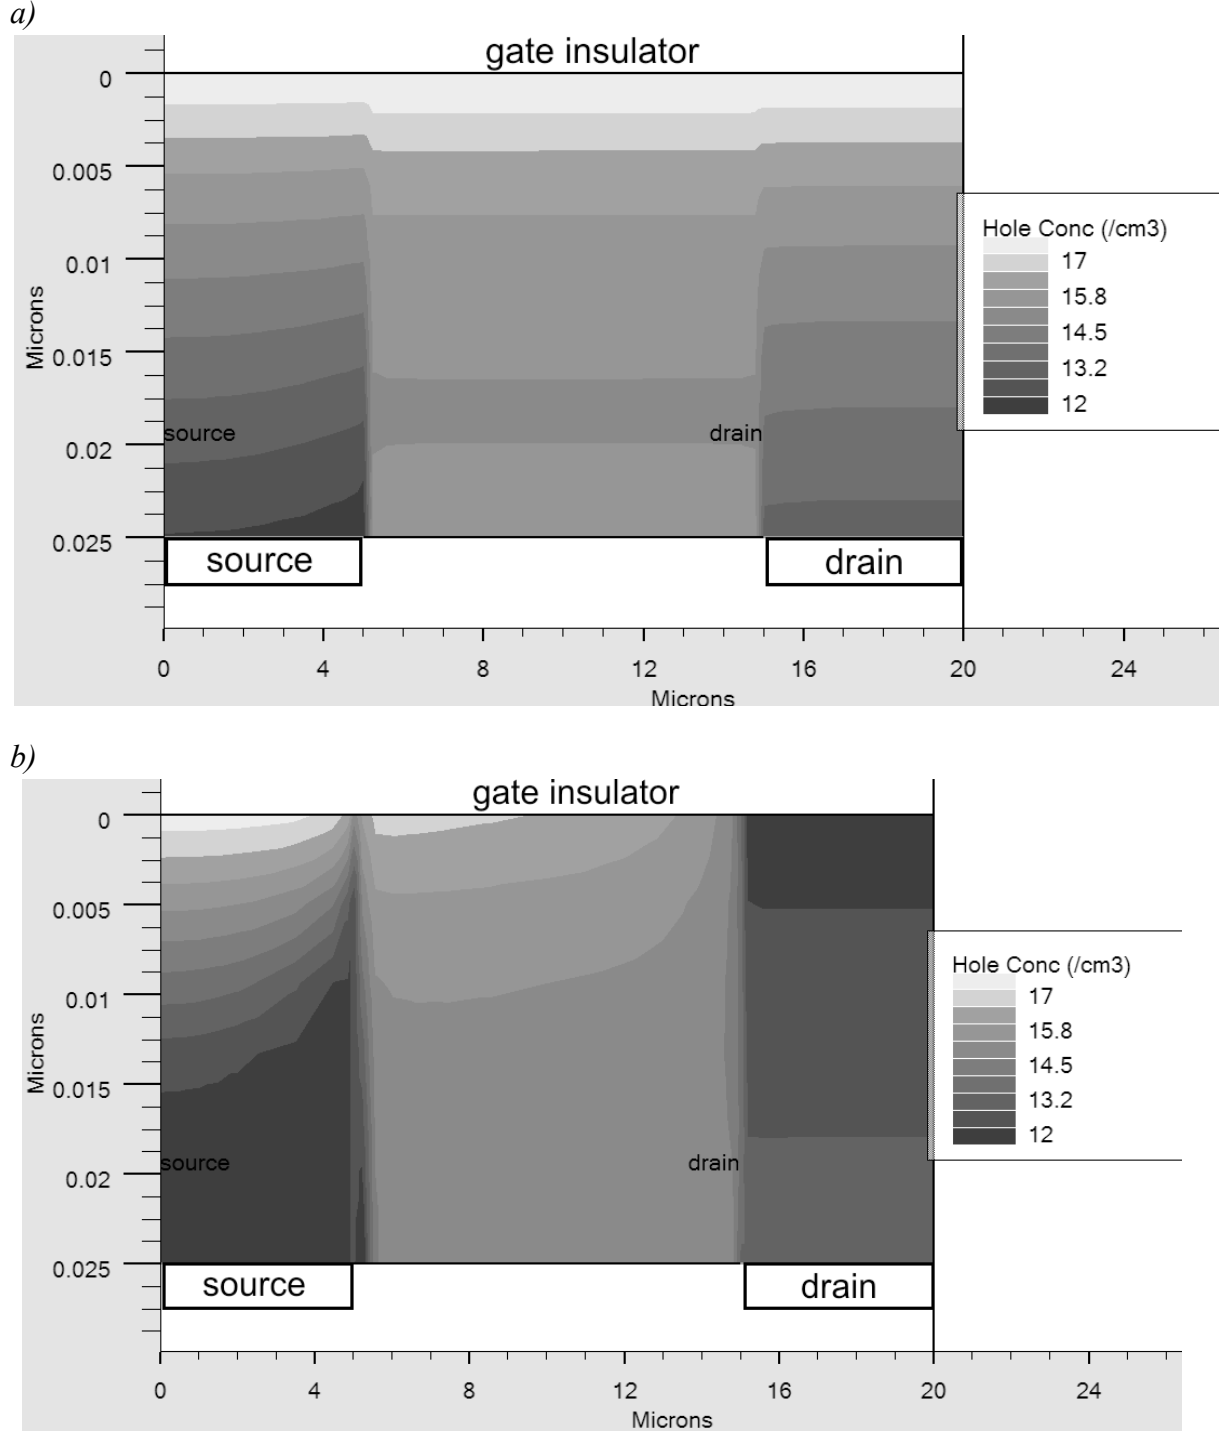 a)
gate insulator
0
0.005
0.01
0.015
0.02
0.025
Microns
source
drain
source
drain
Hole Conc (/cm3)
17
15.8
14.5
13.2
12
0 4 8 12 16 20 24
Microns
b)
gate insulator
0
0.005
0.01
0.015
0.02
0.025
Microns
source
drain
source
drain
Hole Conc (/cm3)
17
15.8
14.5
13.2
12
0 4 8 12 16 20 24
Microns